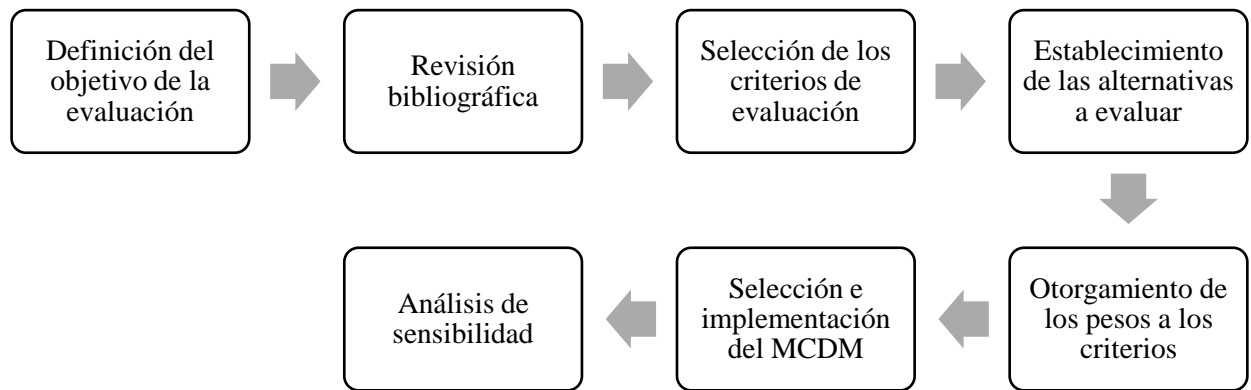 Definición del
objetivo de la
evaluación
Revisión
bibliográfica
Selección de los
criterios de
evaluación
Establecimiento
de las alternativas
a evaluar
Otorgamiento de
los pesos a los
criterios
Selección e
implementación
del MCDM
Análisis de
sensibilidad